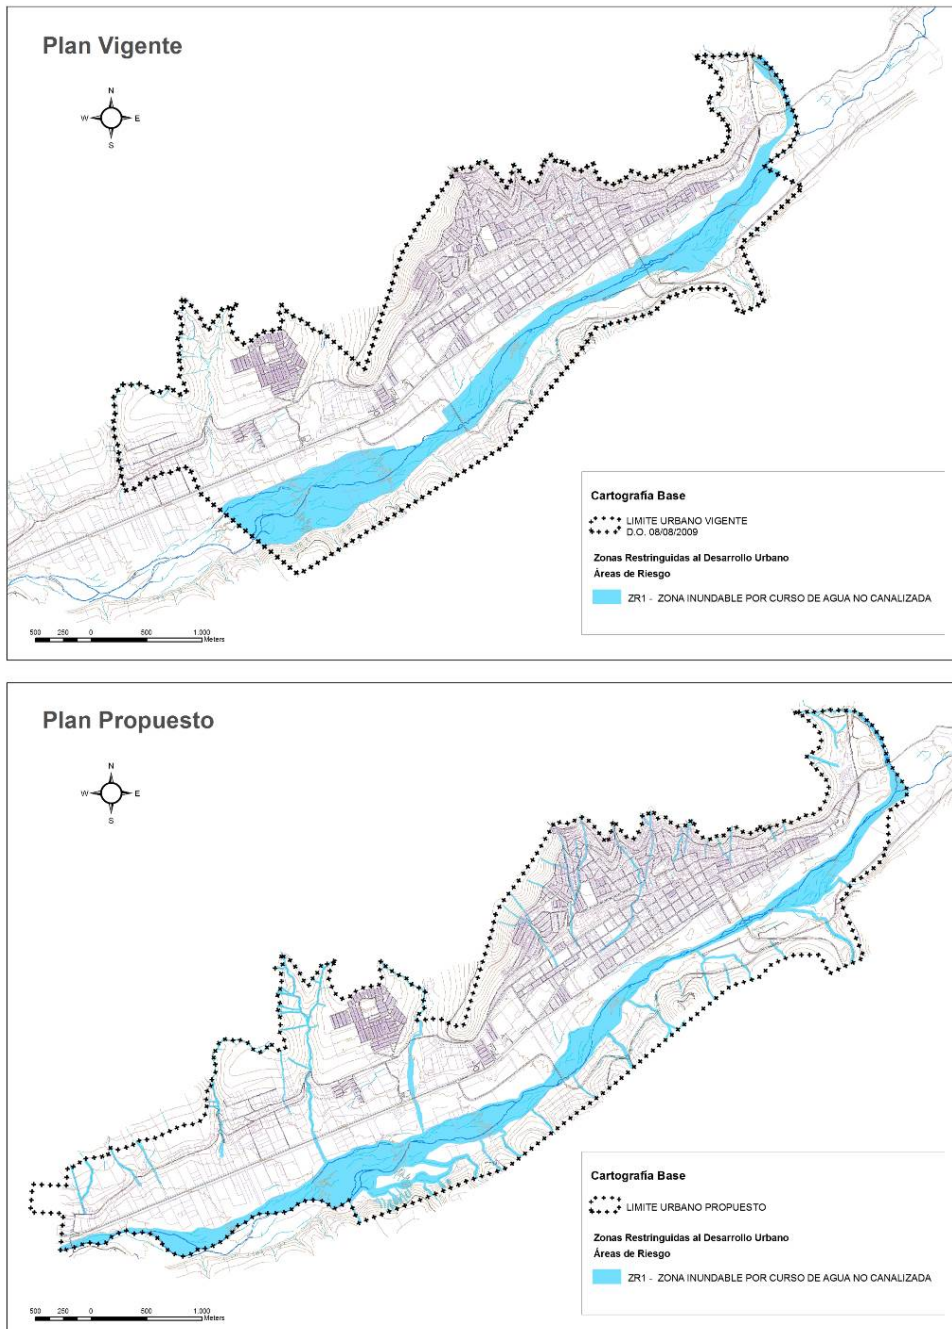 Plan Vigente
N
W E
S
Cartografía Base
LIMITE URBANO VIGENTE
D.O. 08/08/2009
Zonas Restringuidas al Desarrollo Urbano
Áreas de Riesgo
ZR1 - ZONA INUNDABLE POR CURSO DE AGUA NO CANALIZADA
500 250 0 500 1.000
Meters
Plan Propuesto
N
W E
S
Cartografía Base
LIMITE URBANO PROPUESTO
Zonas Restringuidas al Desarrollo Urbano
Áreas de Riesgo
ZR1 - ZONA INUNDABLE POR CURSO DE AGUA NO CANALIZADA
500 250 0 500 1.000
Meters